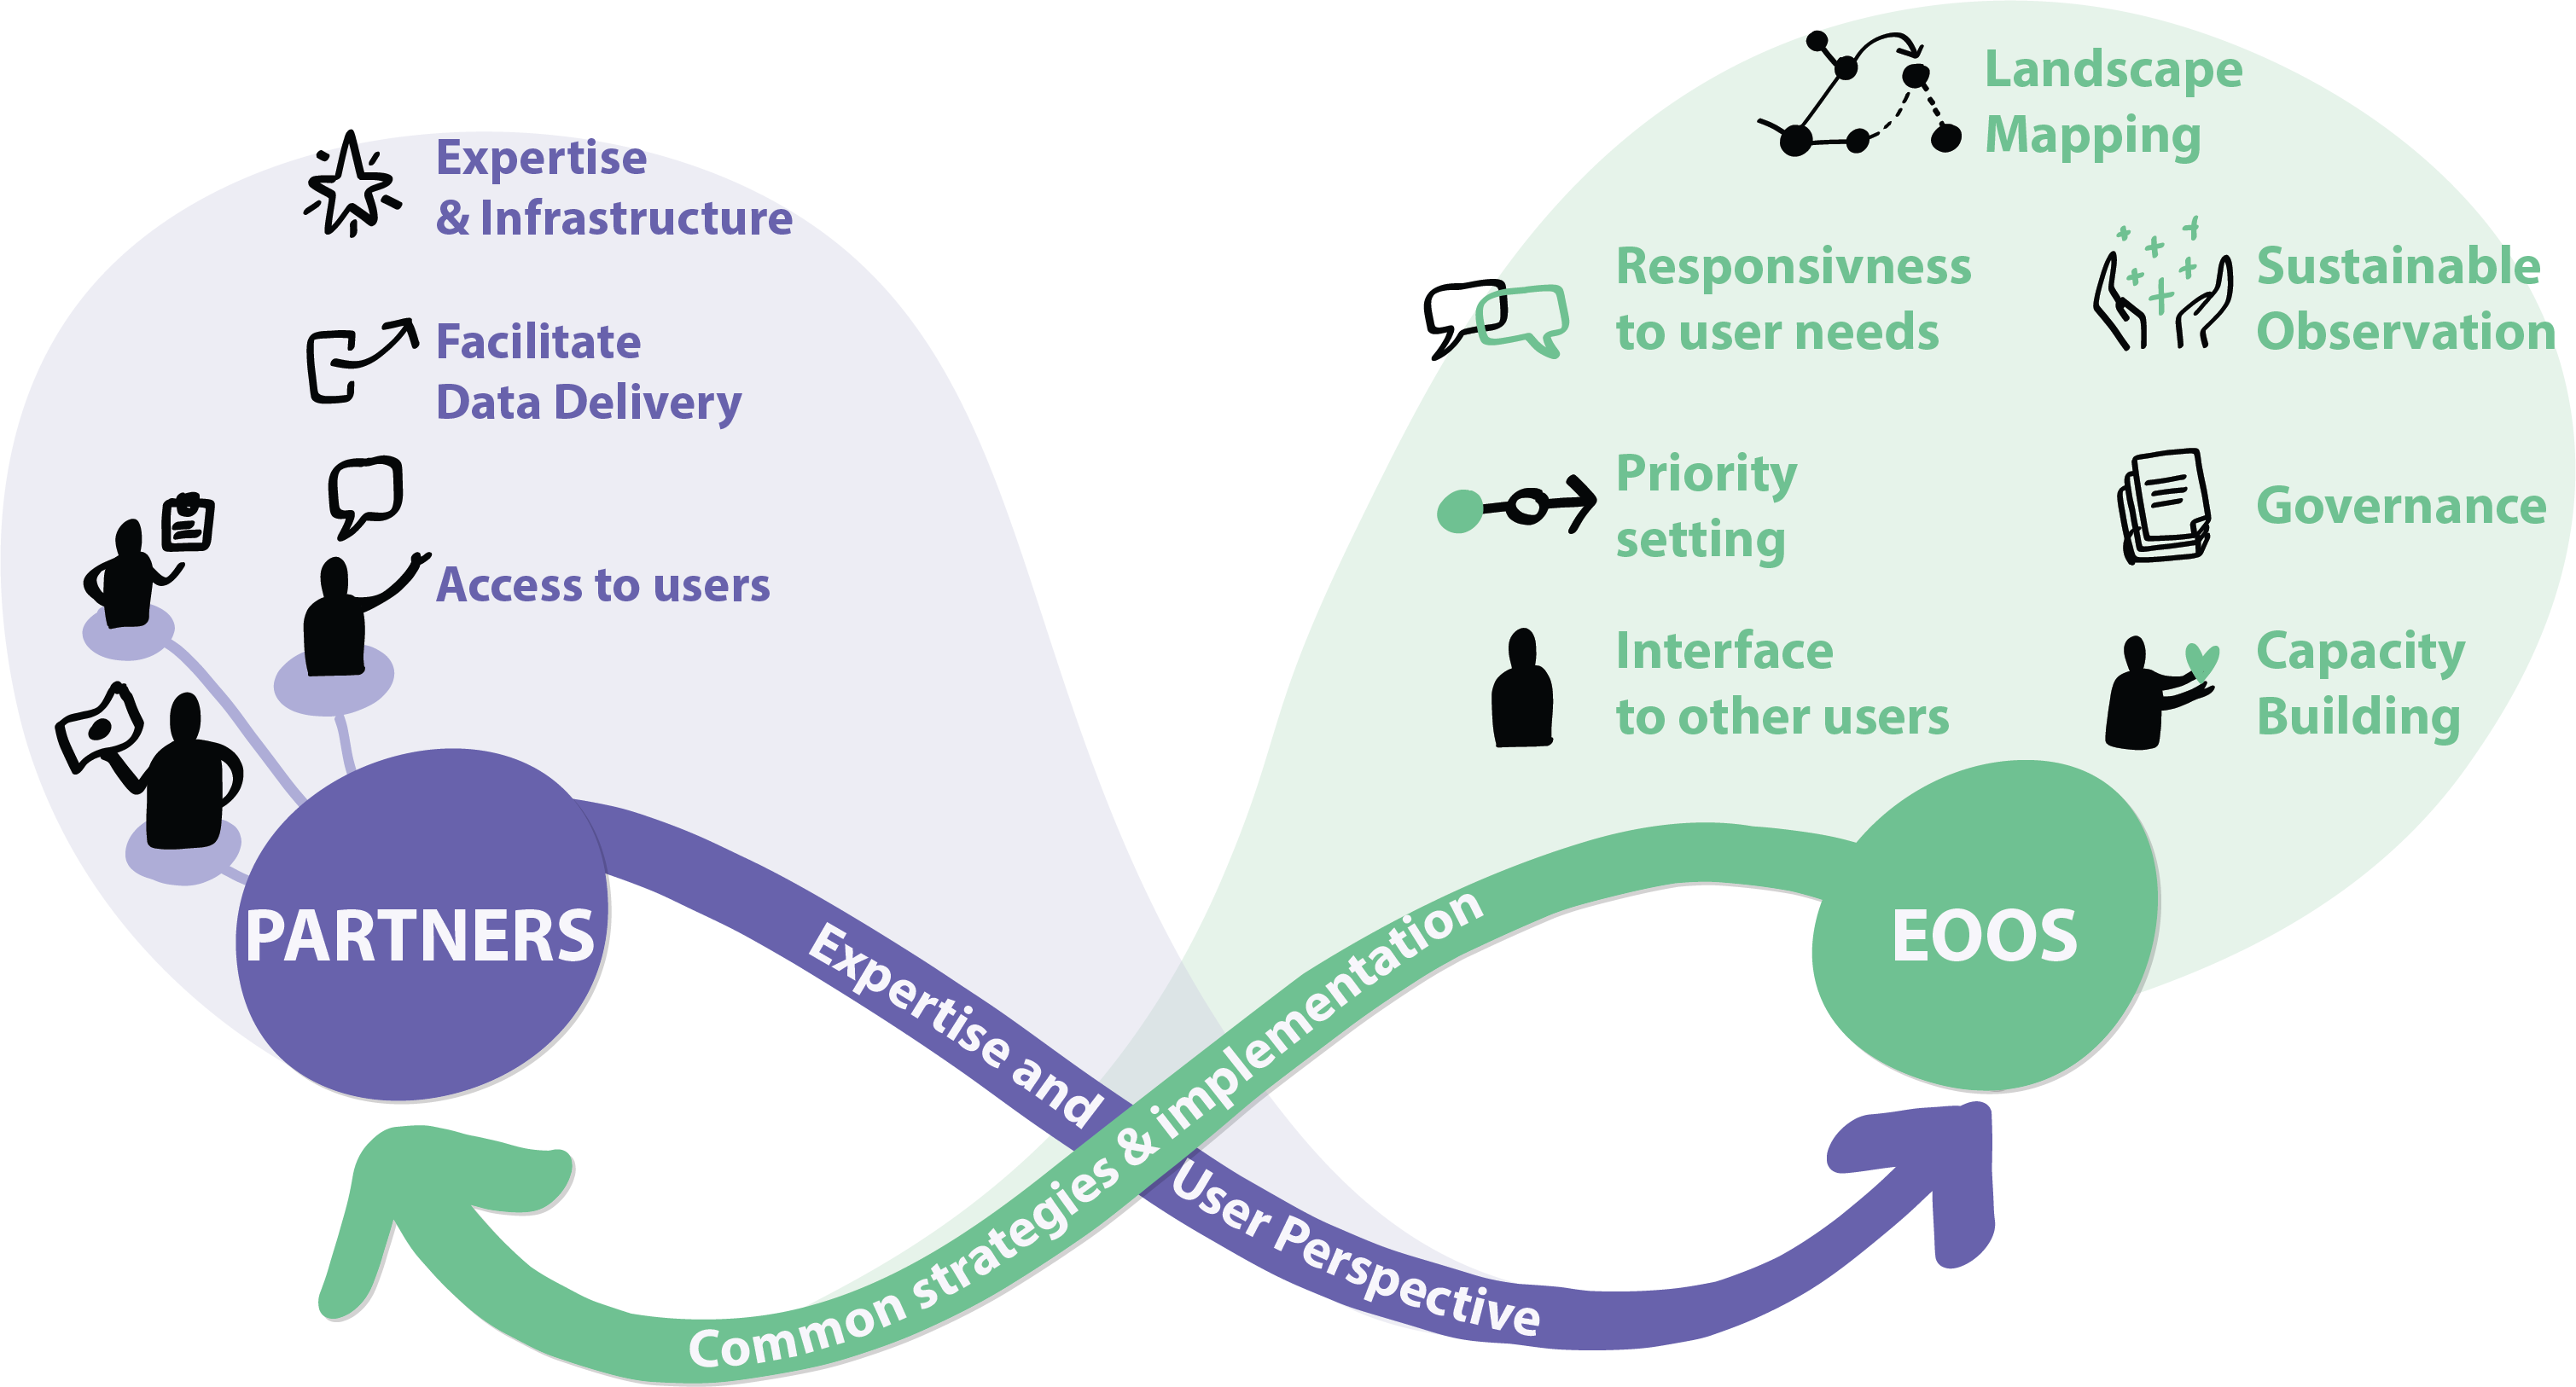 Expertise
& Infrastructure
Facilitate
Data Delivery
Access to users
PARTNERS
Expertise and
User Perspective
Landscape
Mapping
Responsivness
to user needs
Sustainable
Observation
Priority
setting
Governance
Interface
to other users
Capacity
Building
EOOS
Common strategies & implementation